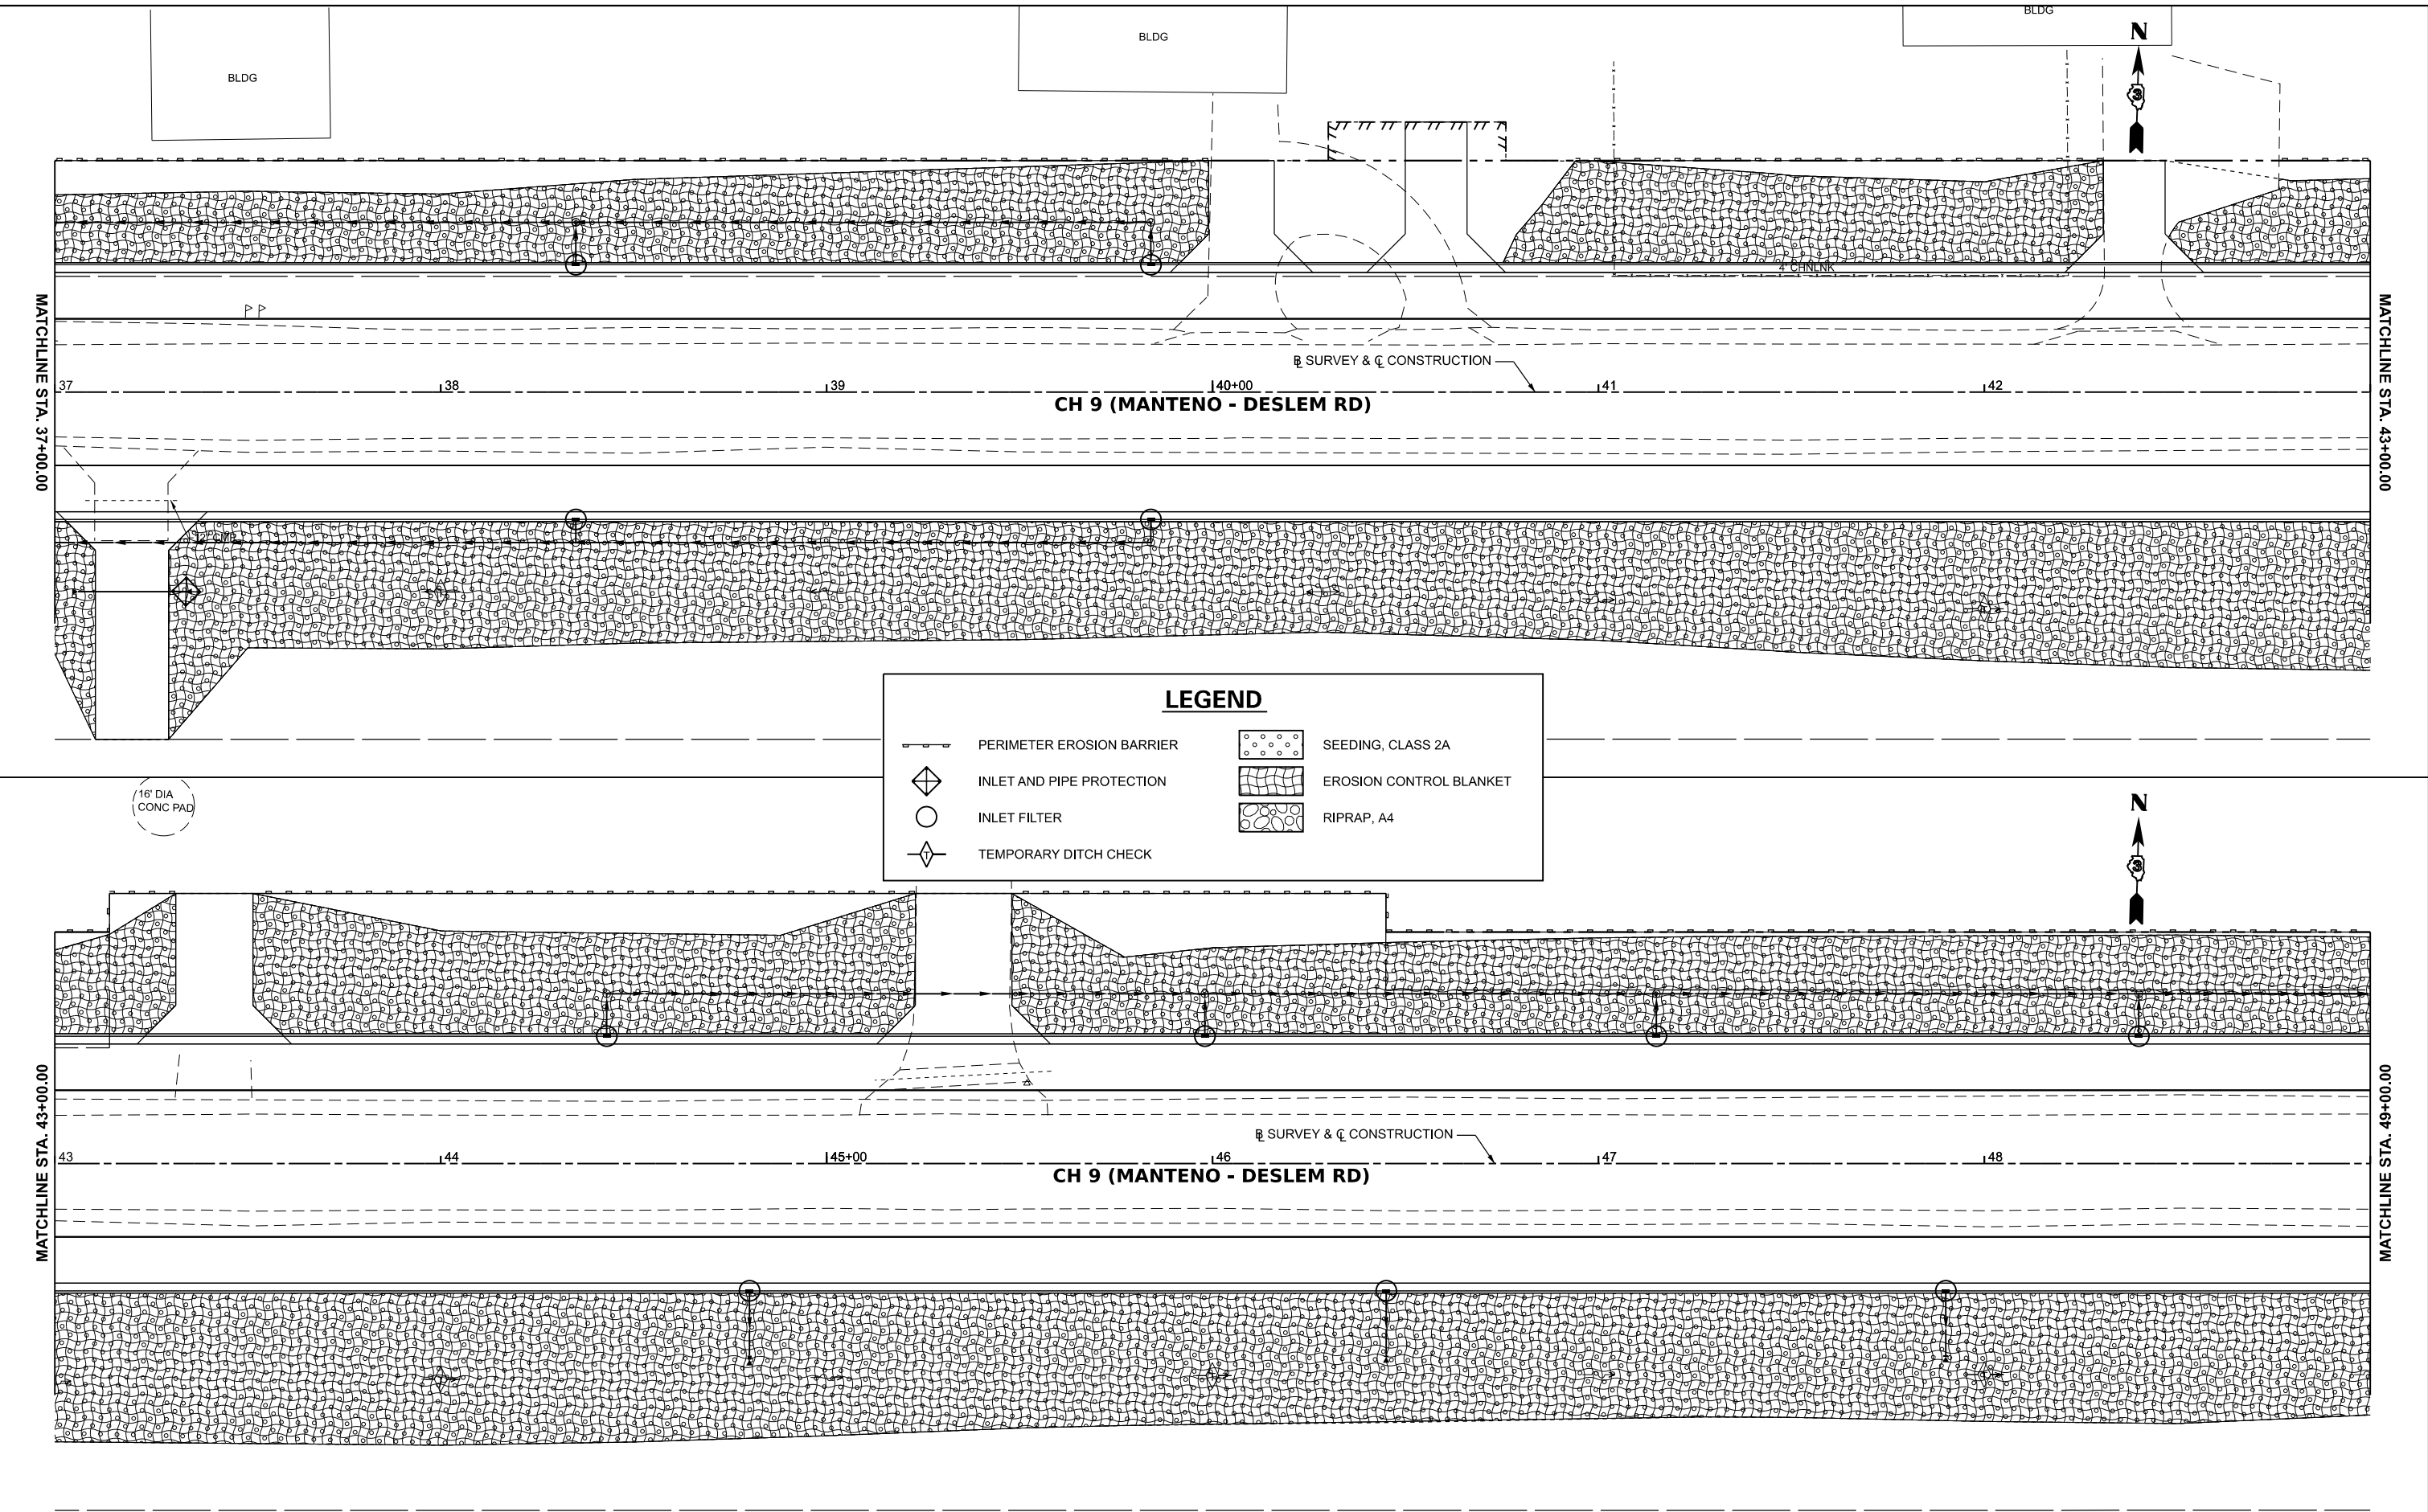 BLDG
BLDG
BLDG
N
3
4' CHNLNK
MATCHLINE STA. 37+00.00
MATCHLINE STA. 43+00.00
P P
B SURVEY & C CONSTRUCTION
37
38
39
40+00
41
42
CH 9 (MANTENO - DESLEM RD)
12" CMP
T
T
LEGEND
PERIMETER EROSION BARRIER
INLET AND PIPE PROTECTION
INLET FILTER
T
TEMPORARY DITCH CHECK
SEEDING, CLASS 2A
EROSION CONTROL BLANKET
RIPRAP, A4
16' DIA
CONC PAD
N
3
MATCHLINE STA. 43+00.00
MATCHLINE STA. 49+00.00
℄ SURVEY & ℄ CONSTRUCTION
43
44
45+00
46
47
48
CH 9 (MANTENO - DESLEM RD)
T
T
T